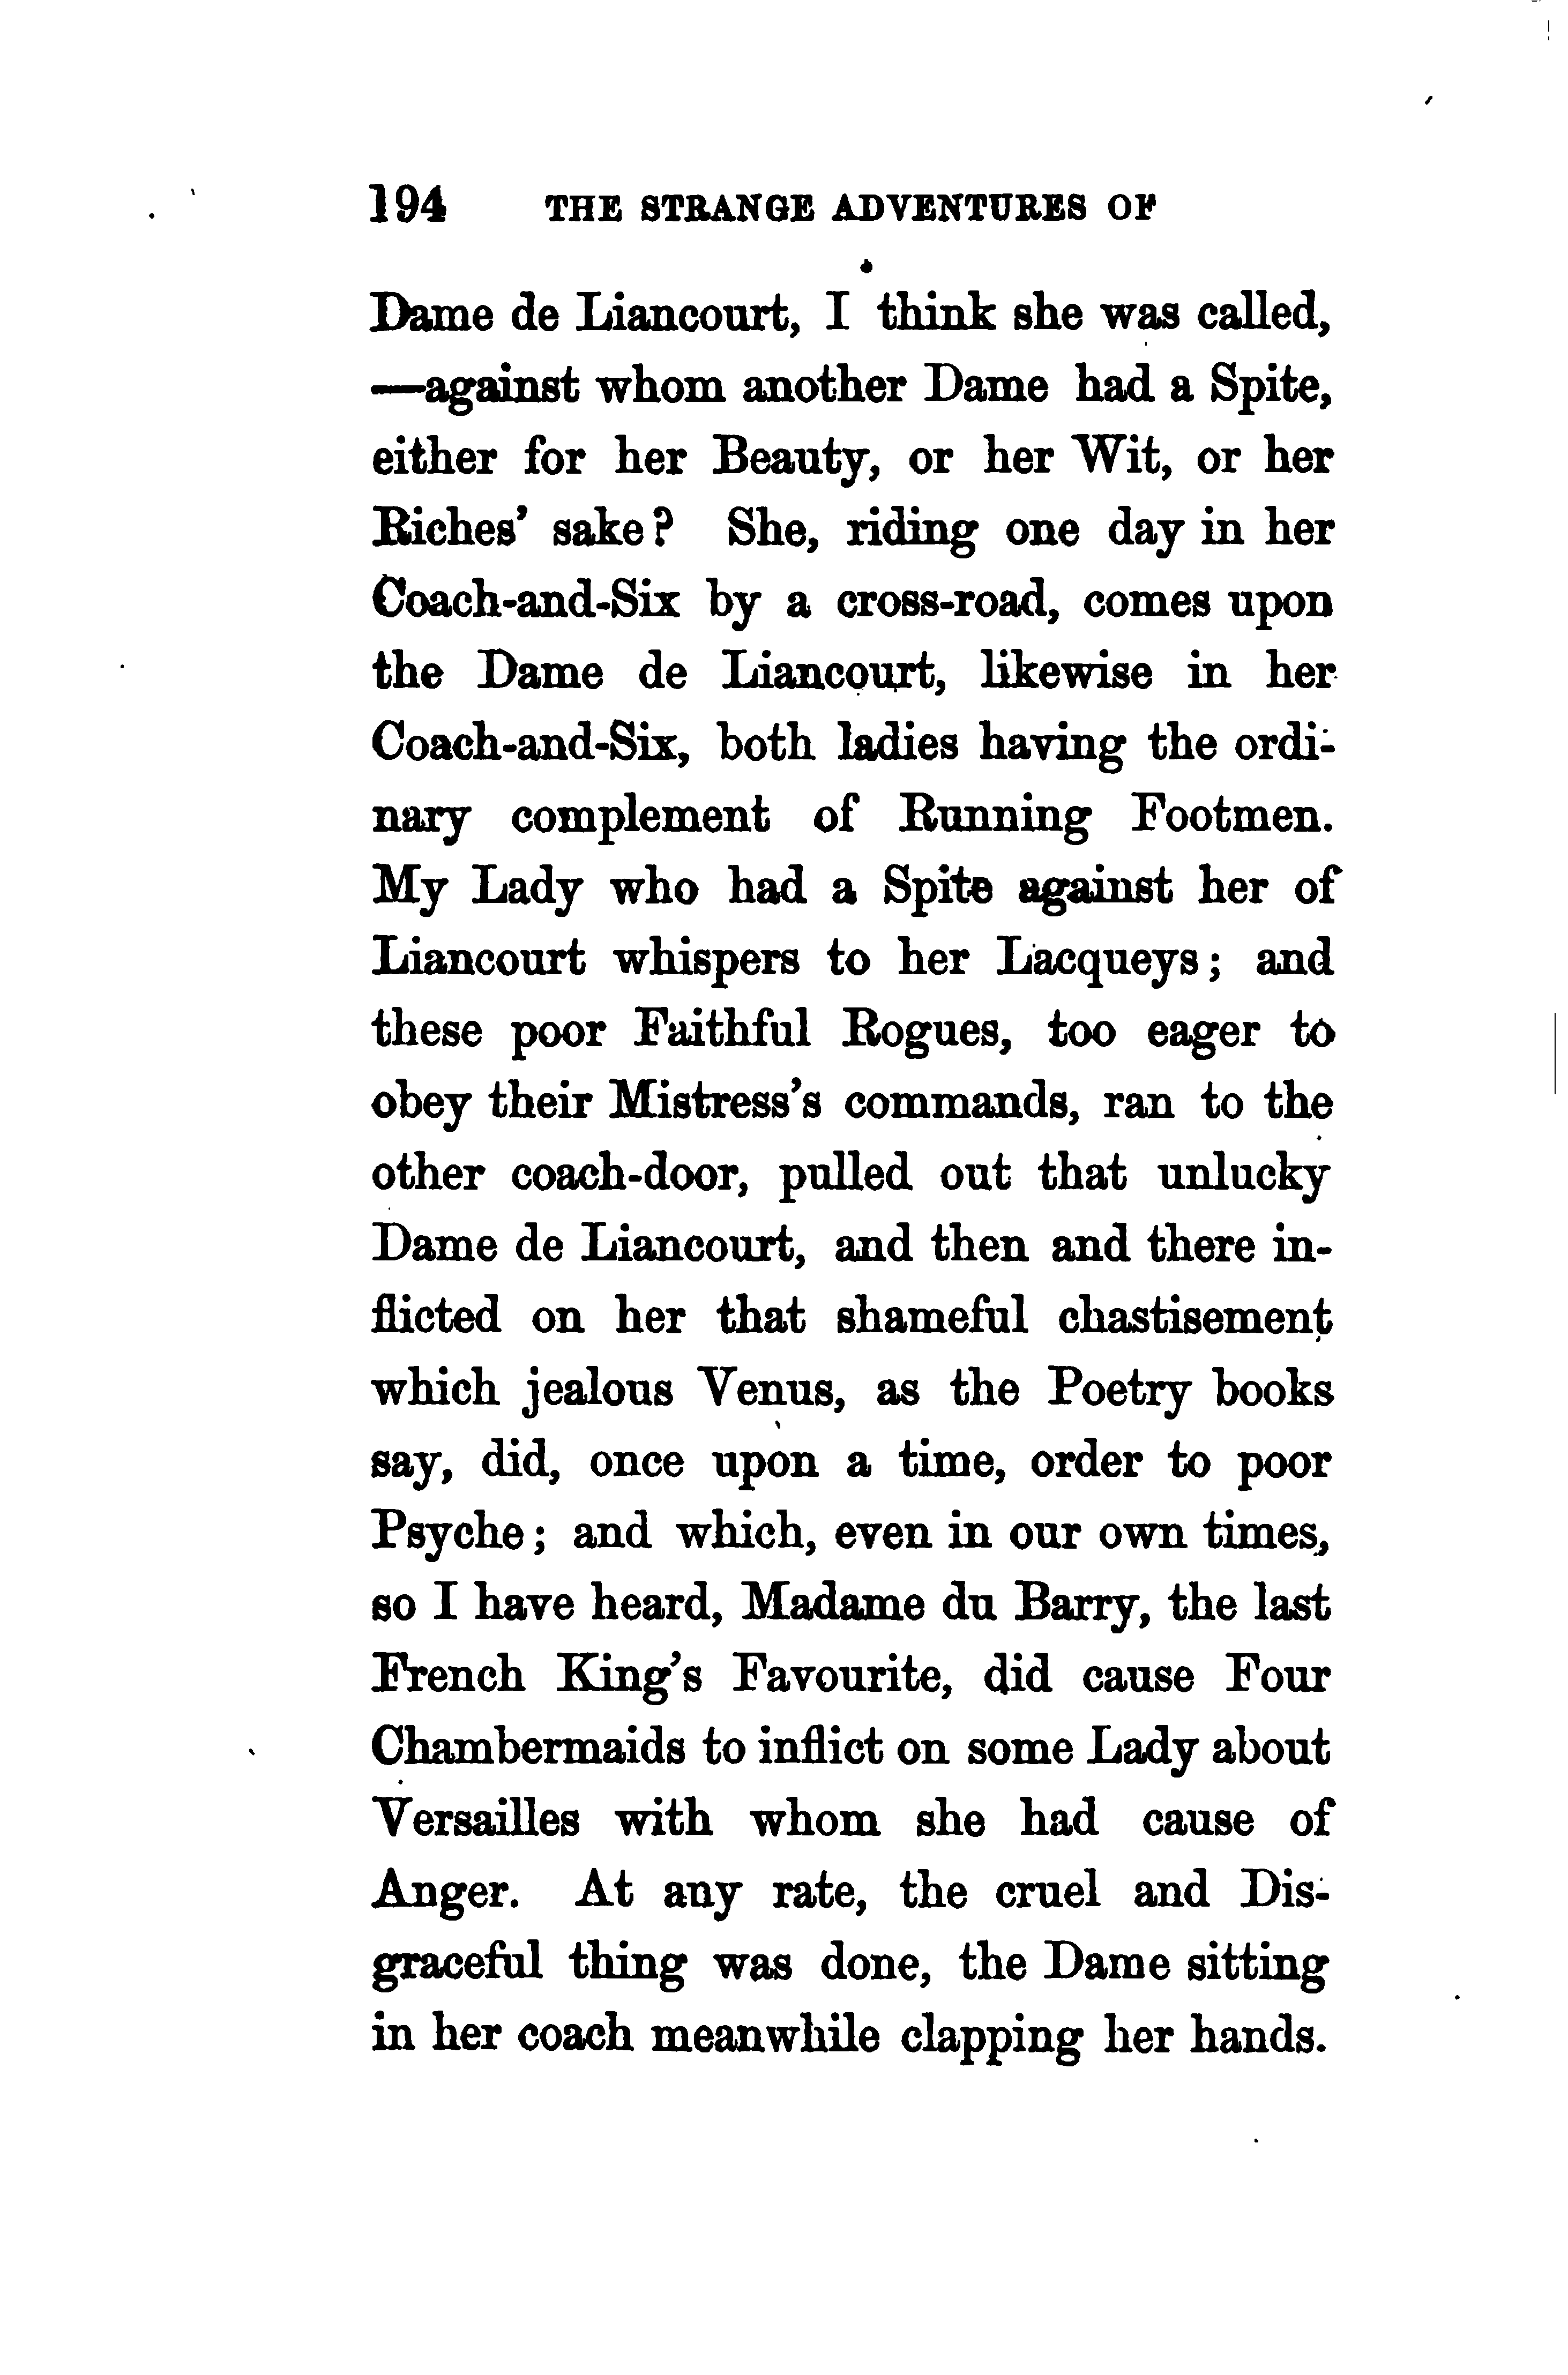 194 THE STRANGE ADVENTURES OF
Dame de Liancourt, I think she was called,
—against whom another Dame had a Spite,
either for her Beauty, or her Wit, or her
Riches' sake? She, riding one day in her
Coach-and-Six by a cross-road, comes upon
the Dame de Liancourt, likewise in her
Coach-and-Six, both ladies having the ordi-
nary complement of Running Footmen.
My Lady who had a Spite against her of
Liancourt whispers to her Lacqueys; and
these poor Faithful Rogues, too eager to
obey their Mistress's commands, ran to the
other coach-door, pulled out that unlucky
Dame de Liancourt, and then and there in-
flicted on her that shameful chastisement
which jealous Venus, as the Poetry books
say, did, once upon a time, order to poor
Psyche; and which, even in our own times,
so I have heard, Madame du Barry, the last
French King's Favourite, did cause Four
Chambermaids to inflict on some Lady about
Versailles with whom she had cause of
Anger. At any rate, the cruel and Dis-
graceful thing was done, the Dame sitting
in her coach meanwhile clapping her hands.